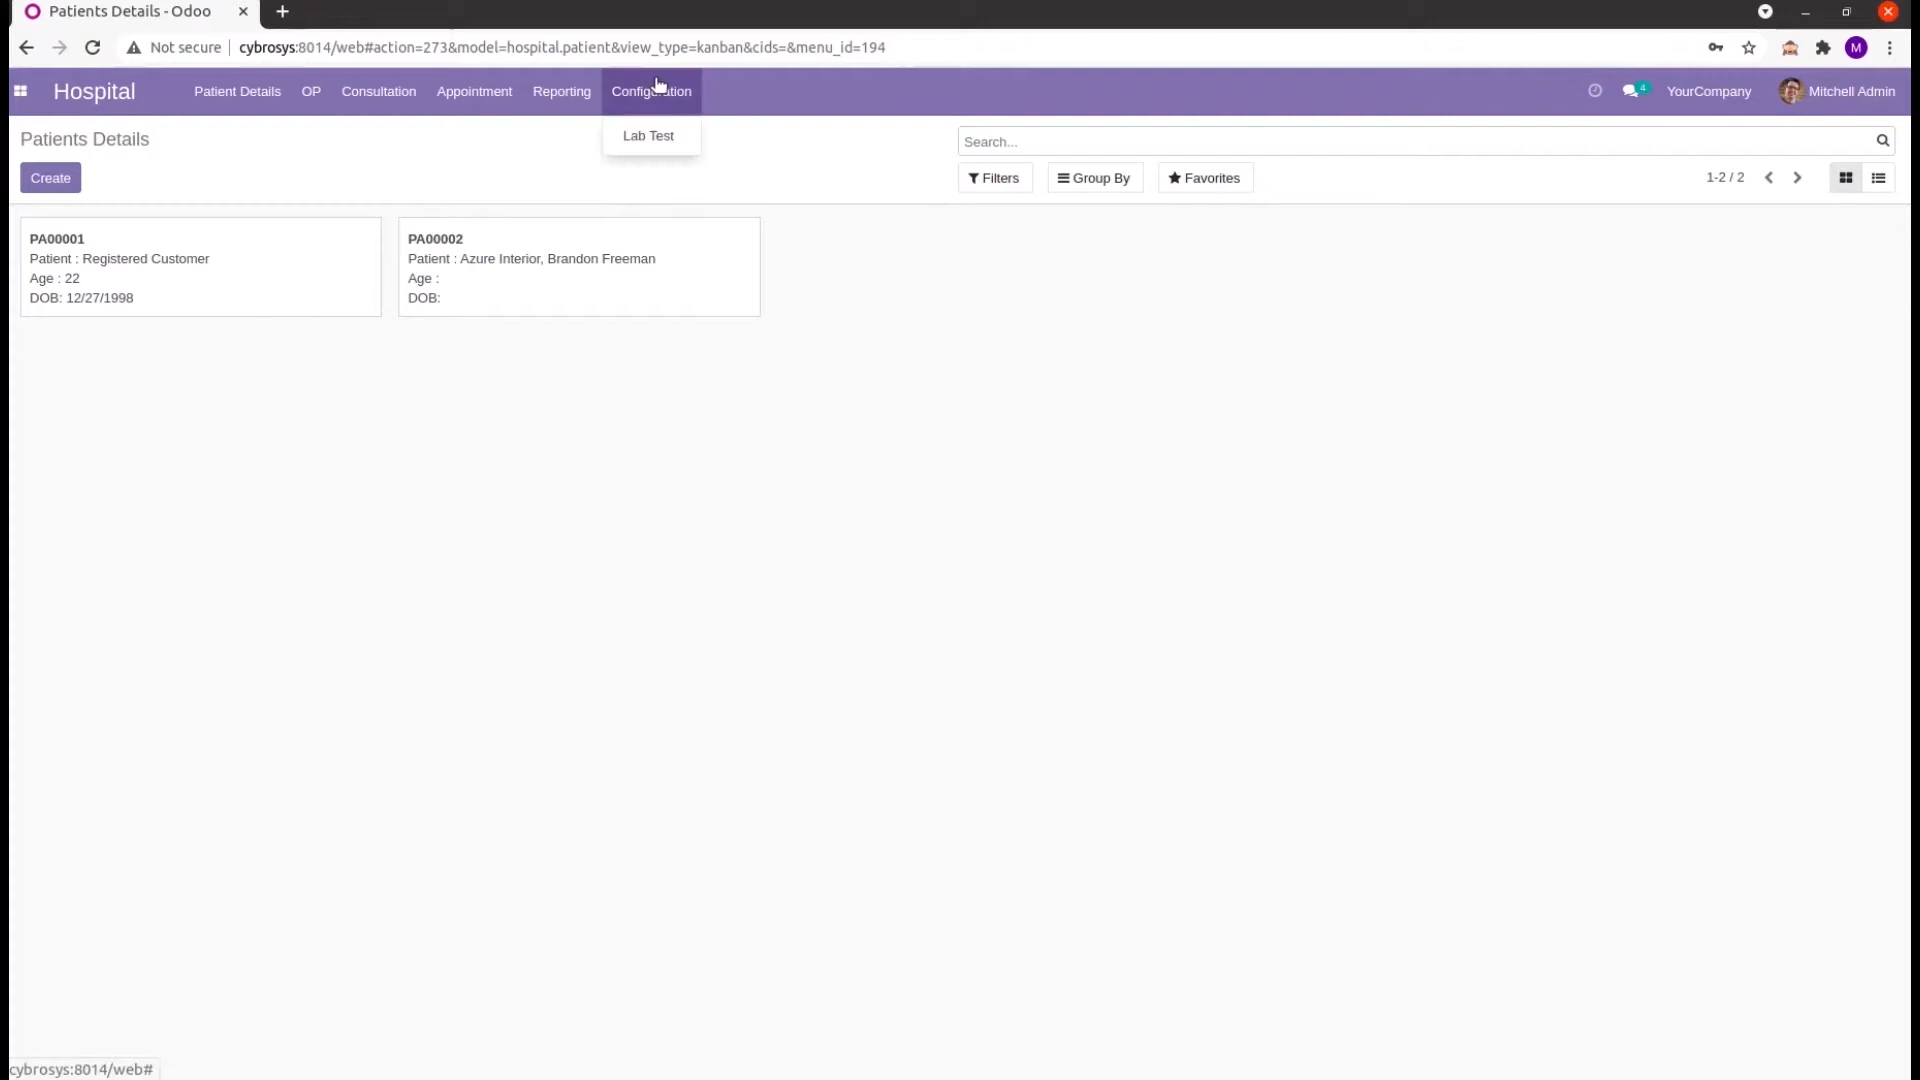 Patients Details - Odoo
Not secure cybrosys:8014/web#action=273&model=hospital.patient&view_type=kanban&cids=&menu_id=194 M
Hospital Patient Details OP Consultation Appointment Reporting Configuration 4 YourCompany Mitchell Admin
Lab Test
Patients Details Search...
Create Filters Group By Favorites 1-2 / 2
PA00001
Patient : Registered Customer
Age : 22
DOB: 12/27/1998
PA00002
Patient : Azure Interior, Brandon Freeman
Age :
DOB:
cybrosys:8014/web#